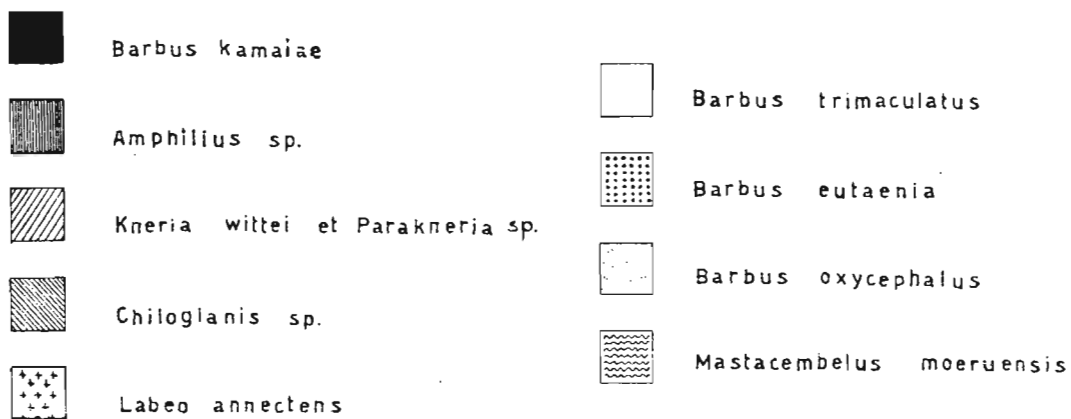 Barbus kamaiae
Amphilius sp.
Kneria wittei et Parakneria sp.
Chiloglanis sp.
Labeo annectens
Barbus trimaculatus
Barbus eutaenia
Barbus oxycephalus
Mastacembelus moeruensis